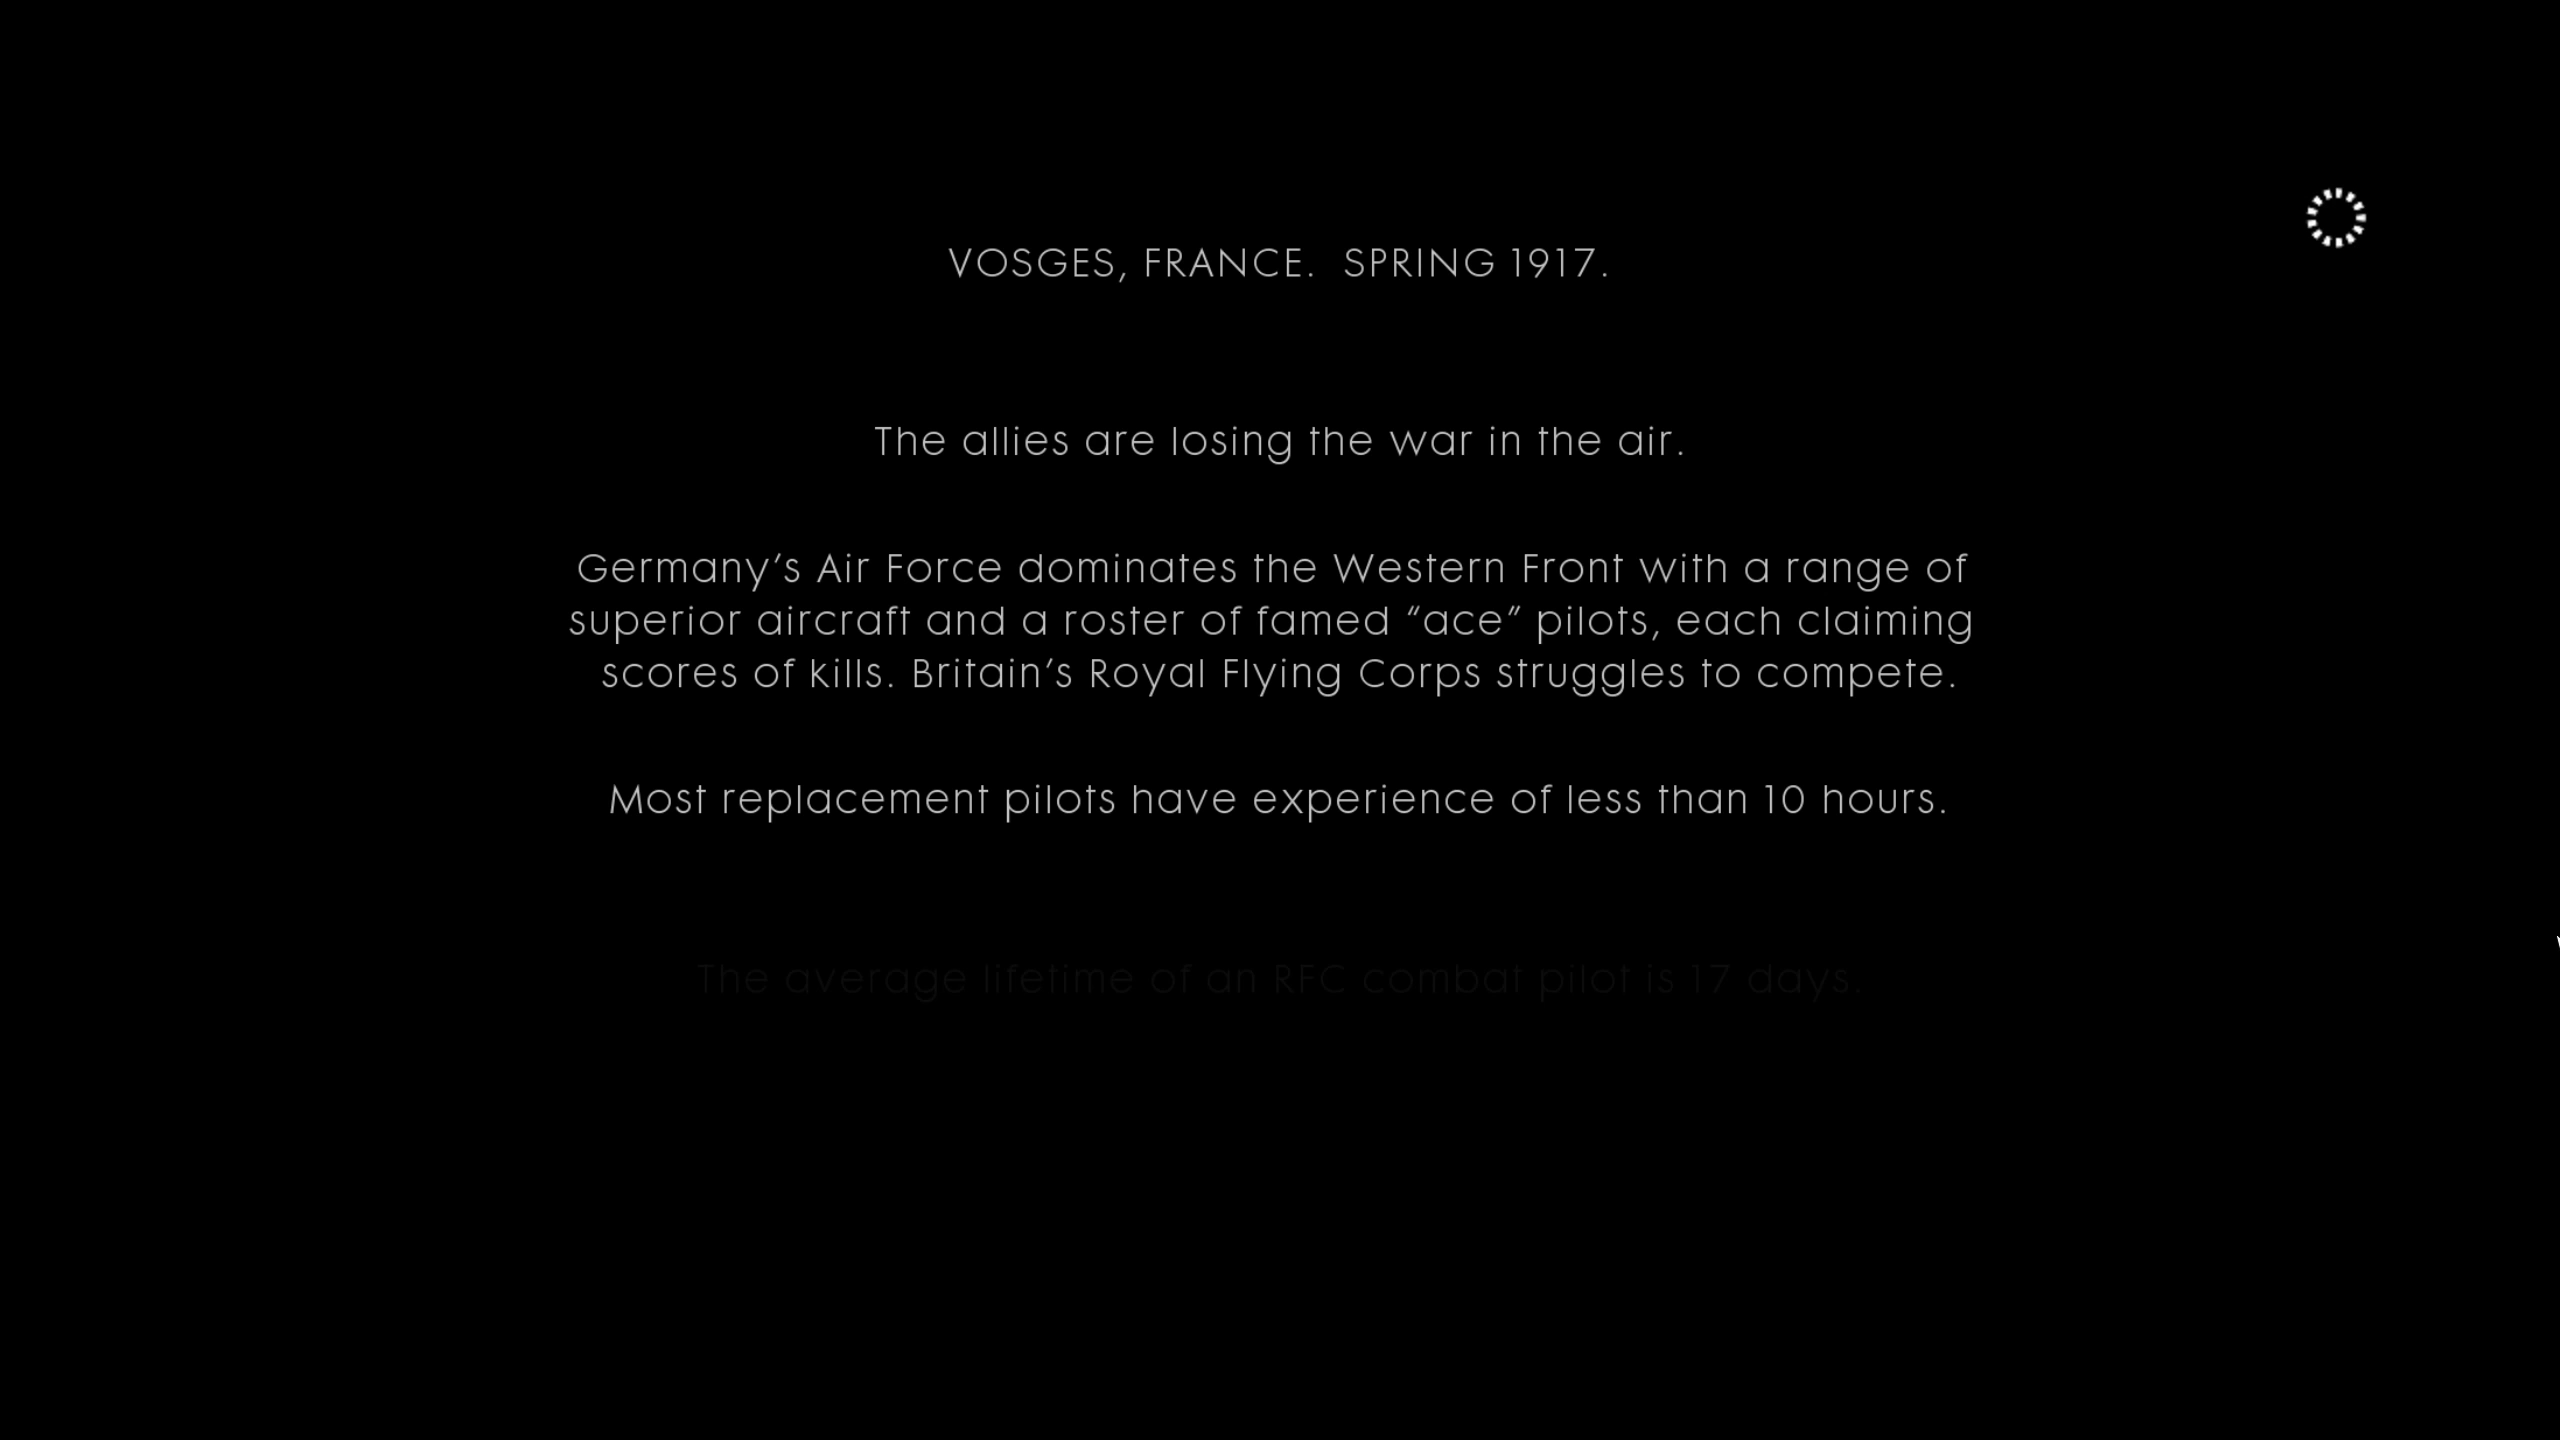 VOSGES, FRANCE. SPRING 1917.
The allies are losing the war in the air.
Germany’s Air Force dominates the Western Front with a range of
superior aircraft and a roster of famed “ace” pilots, each claiming
scores of kills. Britain’s Royal Flying Corps struggles to compete.
Most replacement pilots have experience of less than 10 hours.
The average lifetime of an RFC combat pilot is 17 days.